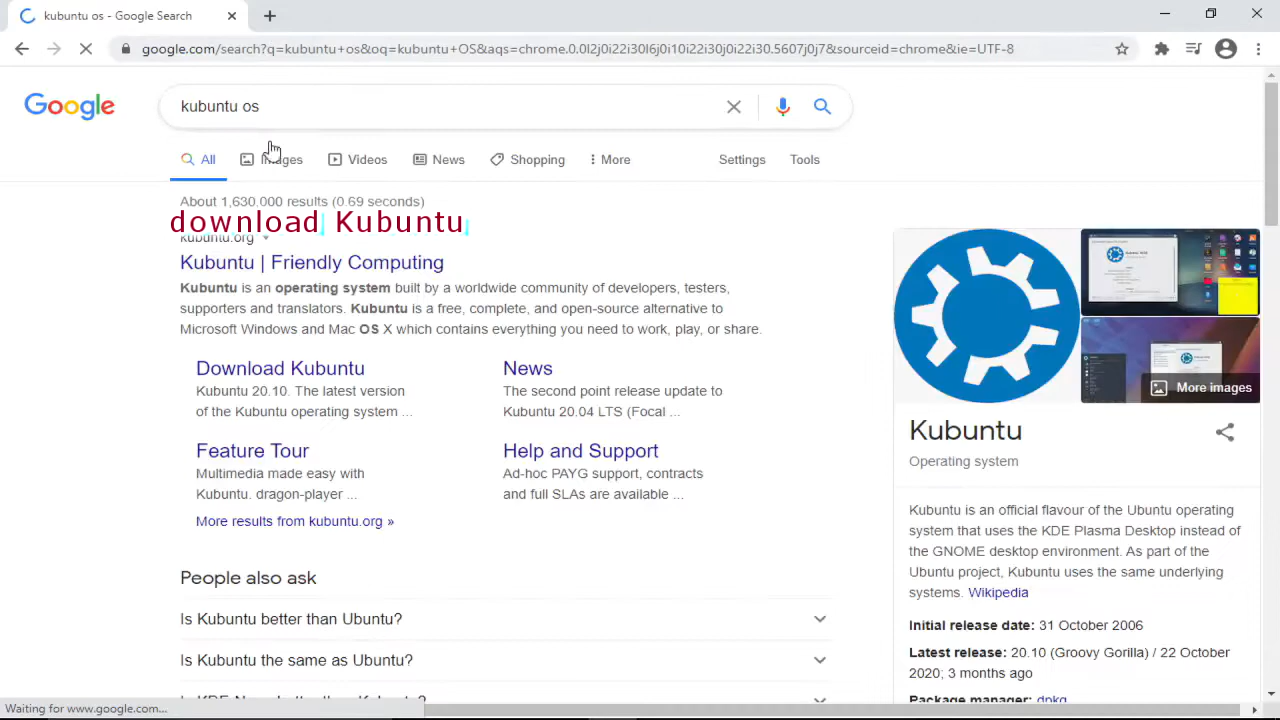 kubuntu os - Google Search
google.com/search?q=kubuntu+os&oq=kubuntu+OS&aqs=chrome.0.0l2j0i22i30l6j0i10i22i30j0i22i30.5607j0j7&sourceid=chrome&ie=UTF-8
Google
kubuntu os
All Images Videos News Shopping More Settings Tools
About 1,630,000 results (0.69 seconds)
download Kubuntu
kubuntu.org
Kubuntu | Friendly Computing
Kubuntu is an operating system built by a worldwide community of developers, testers,
supporters and translators. Kubuntu is a free, complete, and open-source alternative to
Microsoft Windows and Mac OS X which contains everything you need to work, play, or share.
Download Kubuntu
Kubuntu 20.10. The latest version
of the Kubuntu operating system ...
News
The second point release update to
Kubuntu 20.04 LTS (Focal ...
Feature Tour
Multimedia made easy with
Kubuntu. dragon-player ...
Help and Support
Ad-hoc PAYG support, contracts
and full SLAs are available ...
More results from kubuntu.org »
People also ask
Is Kubuntu better than Ubuntu?
Is Kubuntu the same as Ubuntu?
More images
Kubuntu
Operating system
Kubuntu is an official flavour of the Ubuntu operating
system that uses the KDE Plasma Desktop instead of
the GNOME desktop environment. As part of the
Ubuntu project, Kubuntu uses the same underlying
systems. Wikipedia
Initial release date: 31 October 2006
Latest release: 20.10 (Groovy Gorilla) / 22 October
2020; 3 months ago
Package manager: dpkg
Waiting for www.google.com...